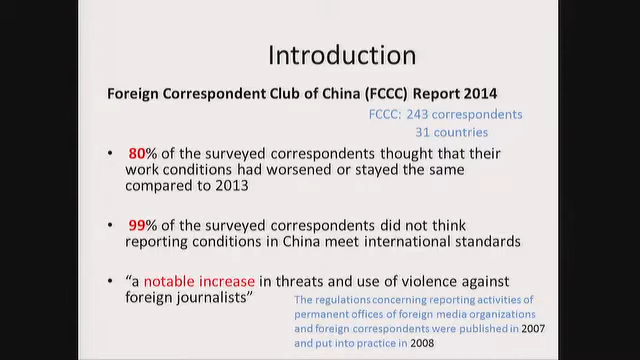 Introduction
Foreign Correspondent Club of China (FCCC) Report 2014
FCCC: 243 correspondents
31 countries
• 80% of the surveyed correspondents thought that their
work conditions had worsened or stayed the same
compared to 2013
• 99% of the surveyed correspondents did not think
reporting conditions in China meet international standards
• “a notable increase in threats and use of violence against
foreign journalists”
The regulations concerning reporting activities of
permanent offices of foreign media organizations
and foreign correspondents were published in 2007
and put into practice in 2008